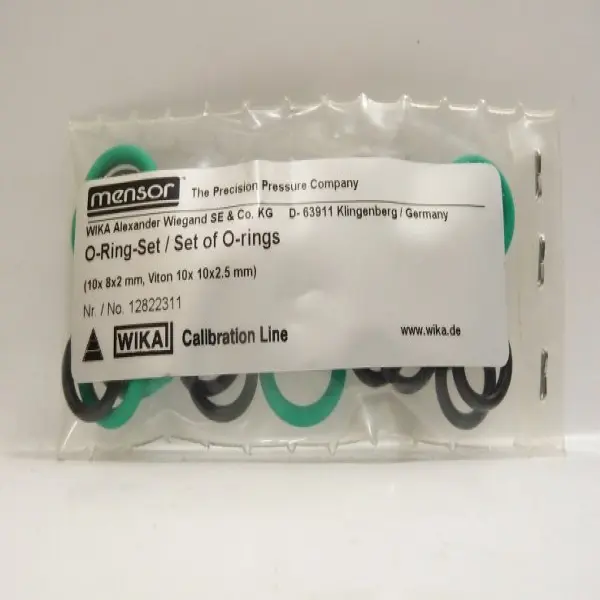 mensor The Precision Pressure Company
WIKA Alexander Wiegand SE & Co. KG D- 63911 Klingenberg / Germany
O-Ring-Set / Set of O-rings
(10x 8x2 mm, Viton 10x 10x2.5 mm)
Nr. / No. 12822311
WIKA Calibration Line www.wika.de